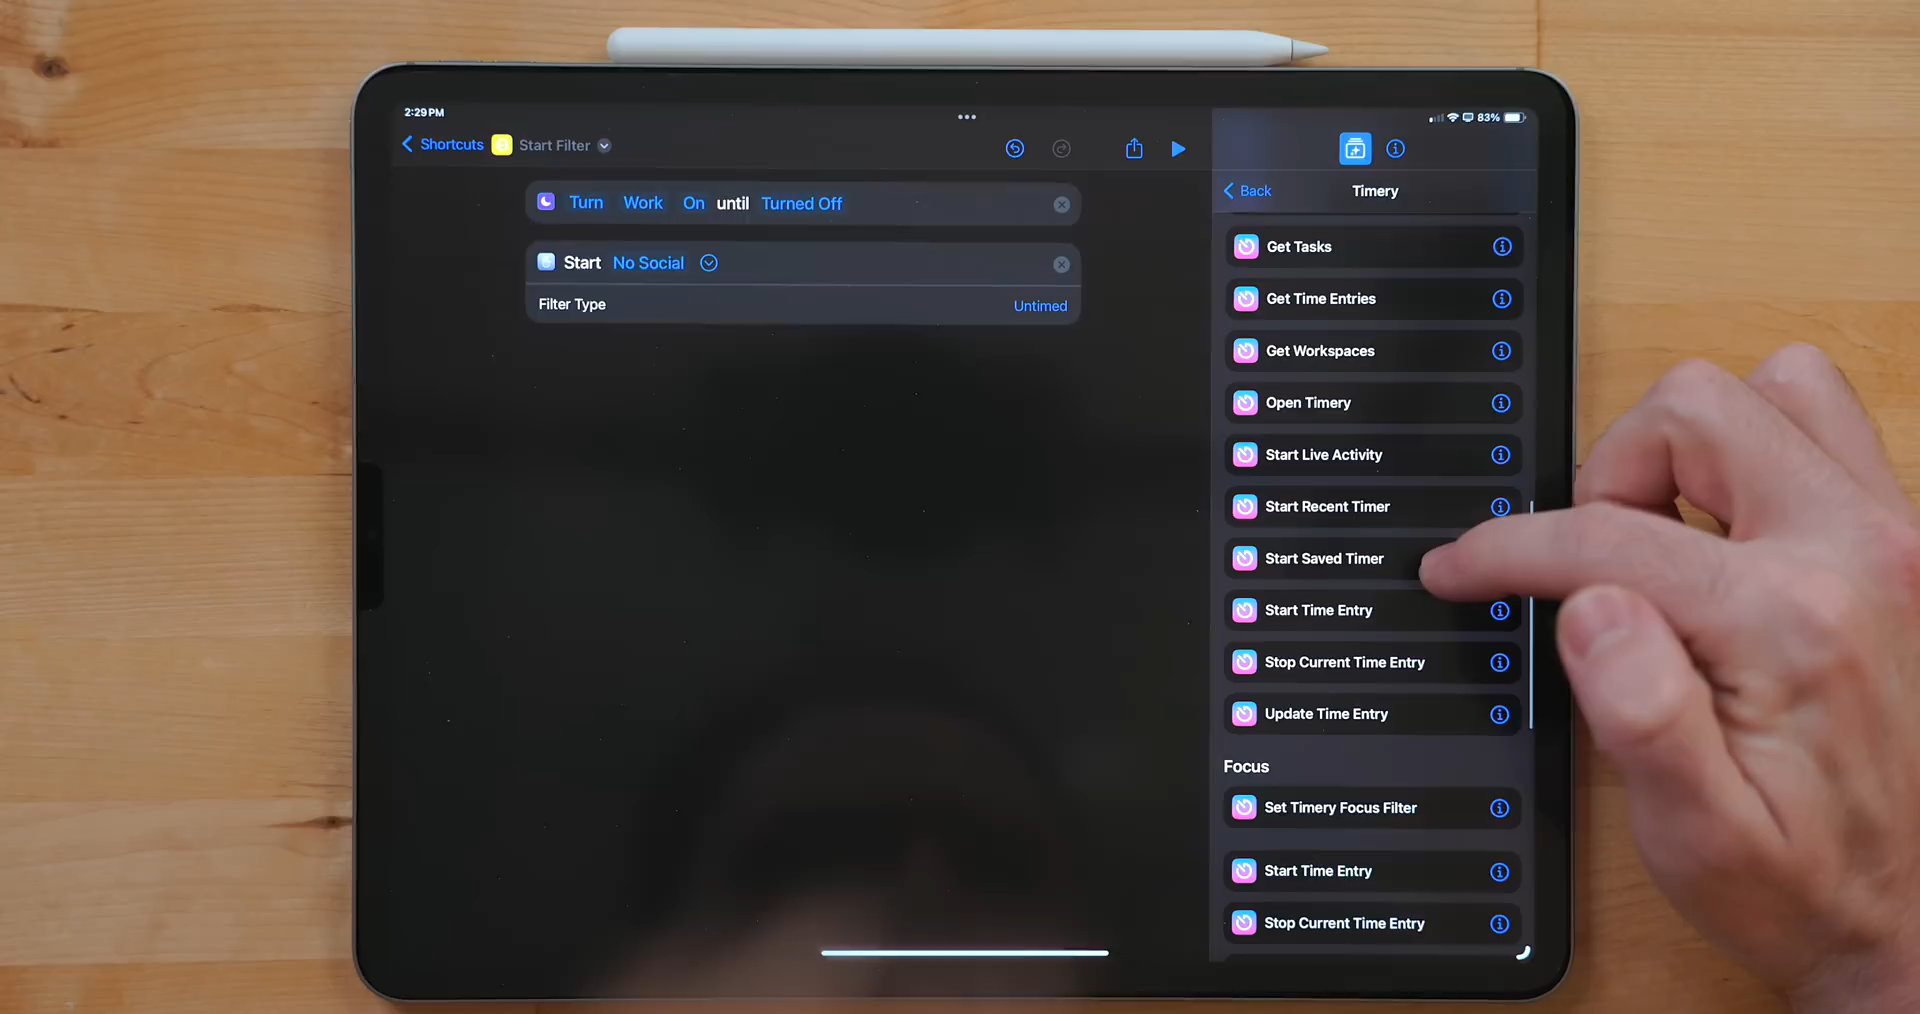 2:29 PM
83%
Shortcuts Start Filter
Back Timery
Turn Work On until Turned Off
Start No Social
Filter Type Untimed
Get Tasks
Get Time Entries
Get Workspaces
Open Timery
Start Live Activity
Start Recent Timer
Start Saved Timer
Start Time Entry
Stop Current Time Entry
Update Time Entry
Focus
Set Timery Focus Filter
Start Time Entry
Stop Current Time Entry